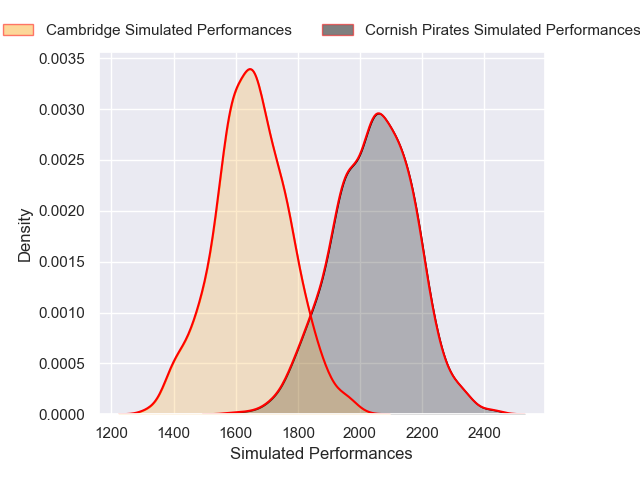 Cambridge Simulated Performances
Cornish Pirates Simulated Performances
0.0035
0.0030
0.0025
0.0020
0.0015
0.0010
0.0005
0.0000
Density
1200 1400 1600 1800 2000 2200 2400
Simulated Performances